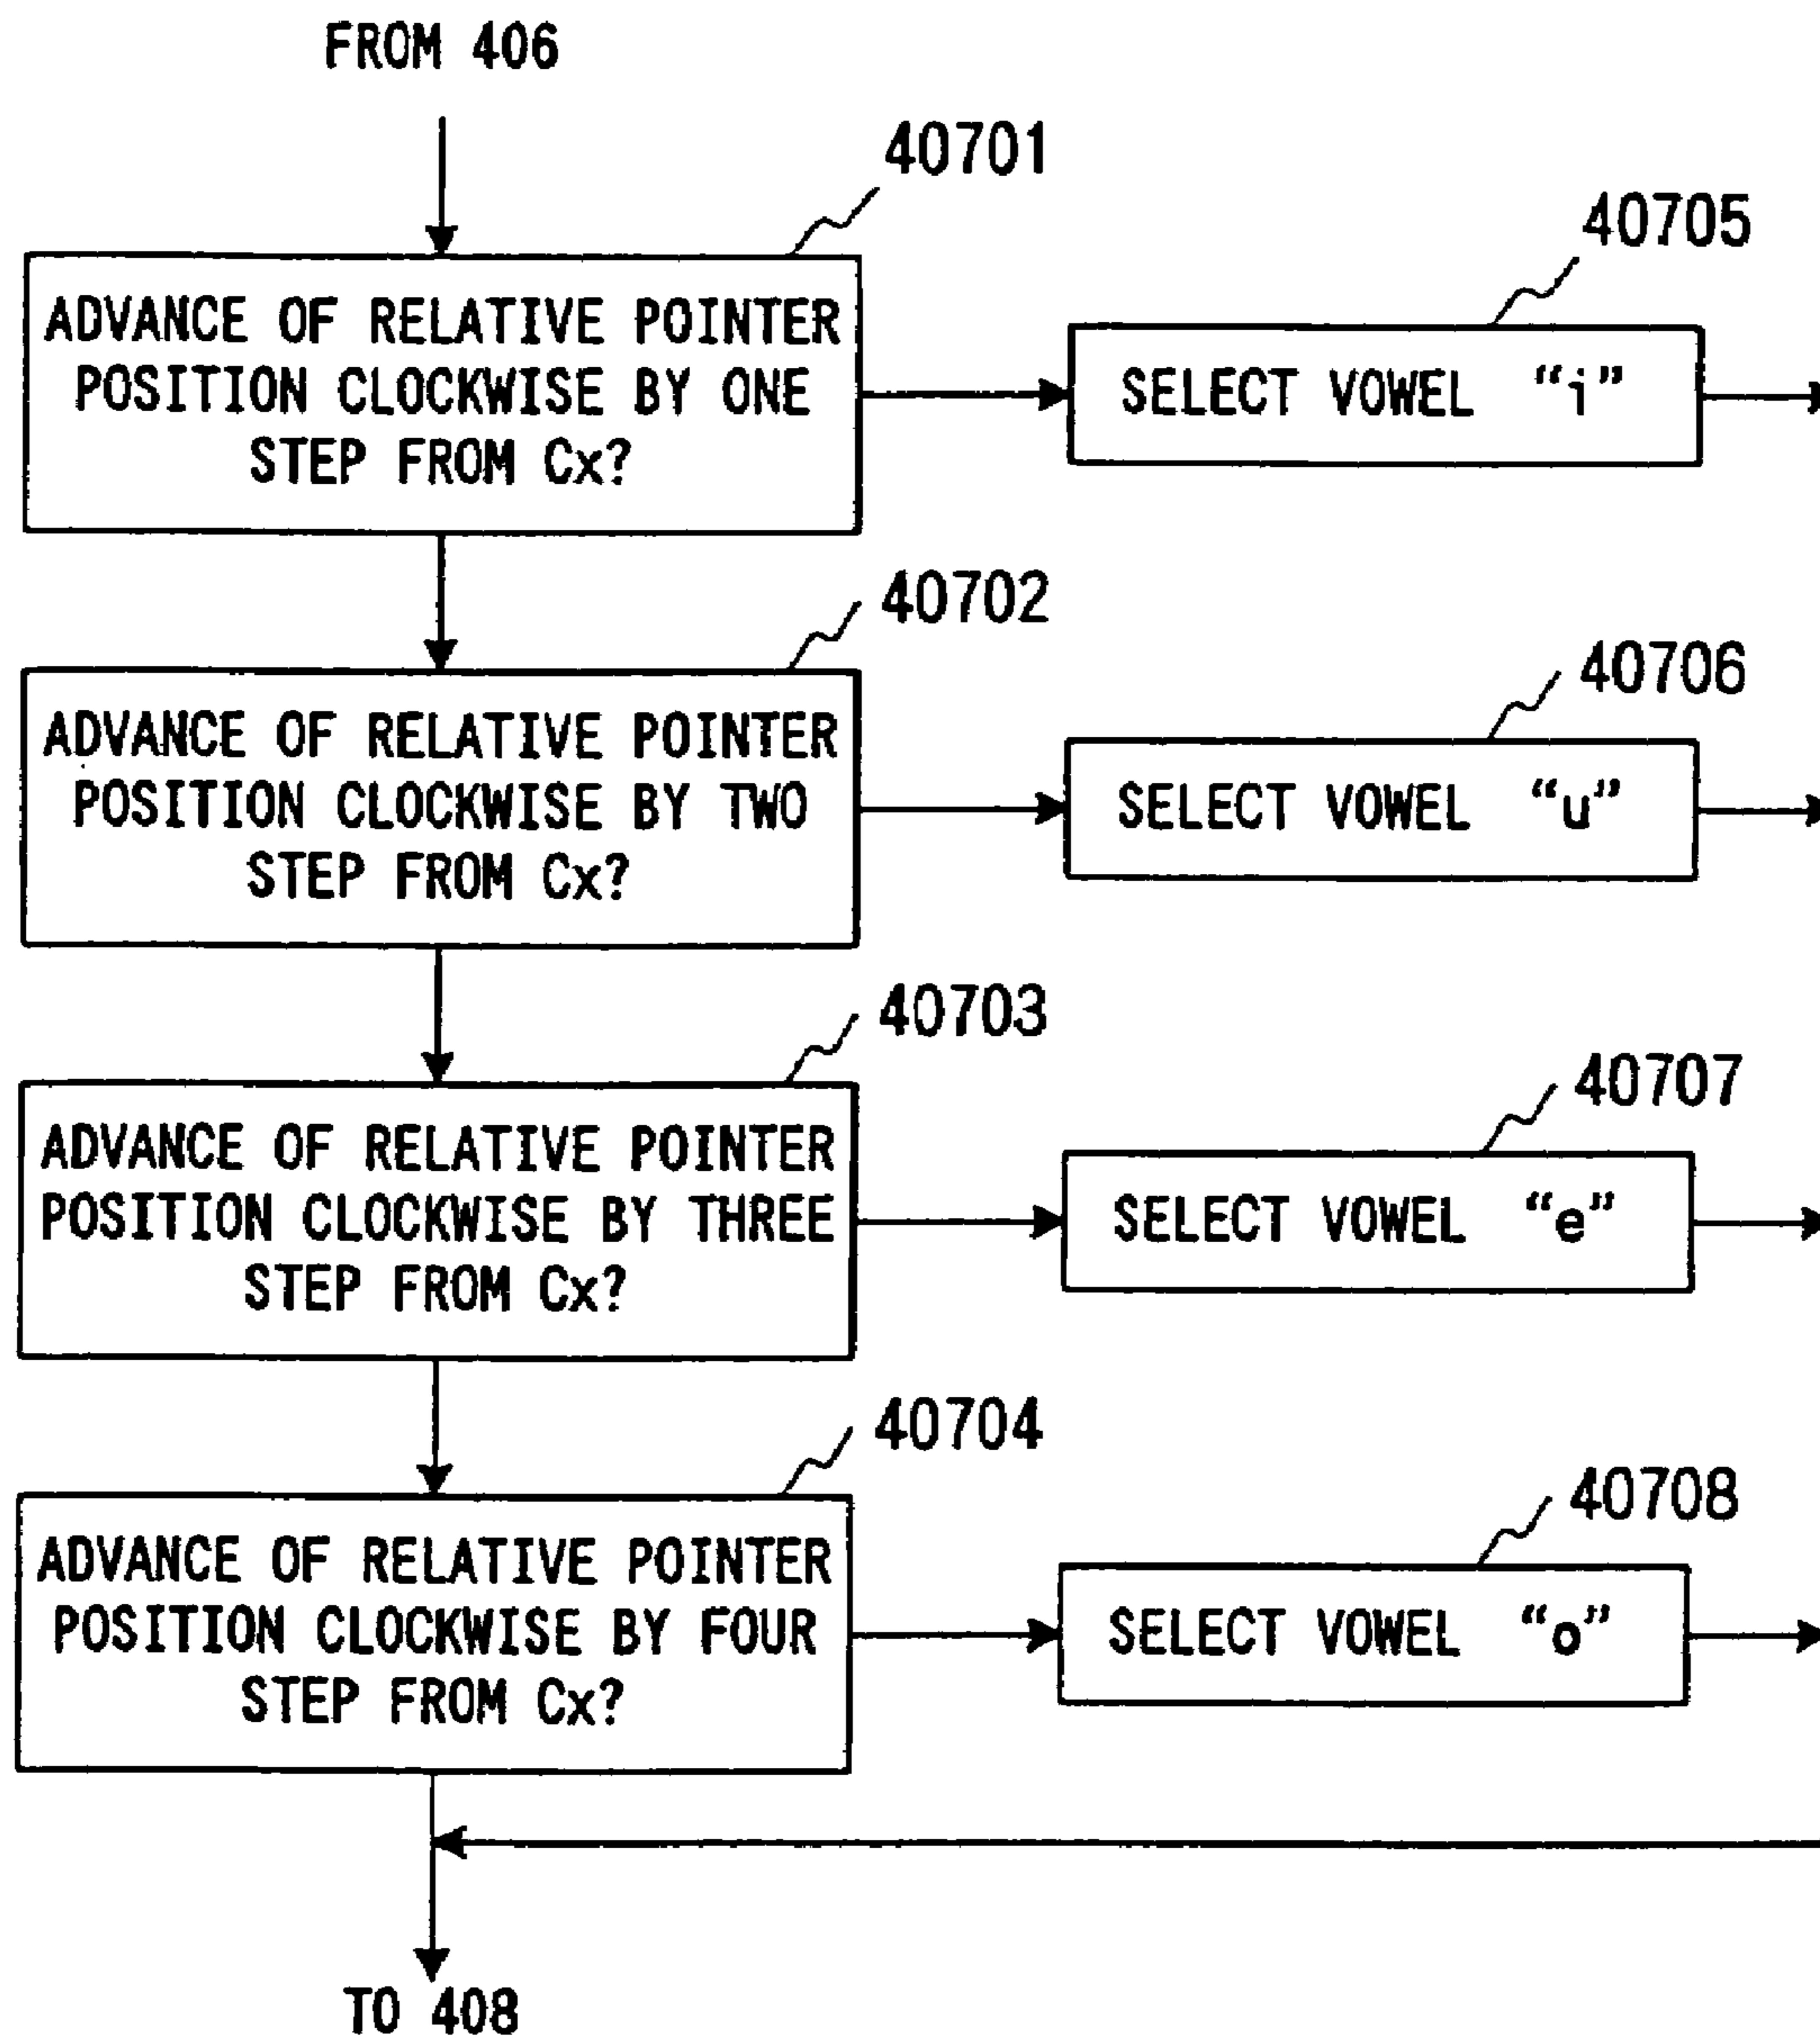 FROM 406
40701
ADVANCE OF RELATIVE POINTER
POSITION CLOCKWISE BY ONE
STEP FROM Cx?
40705
SELECT VOWEL “i”
40702
ADVANCE OF RELATIVE POINTER
POSITION CLOCKWISE BY TWO
STEP FROM Cx?
40706
SELECT VOWEL “u”
40703
ADVANCE OF RELATIVE POINTER
POSITION CLOCKWISE BY THREE
STEP FROM Cx?
40707
SELECT VOWEL “e”
40704
ADVANCE OF RELATIVE POINTER
POSITION CLOCKWISE BY FOUR
STEP FROM Cx?
40708
SELECT VOWEL “o”
TO 408